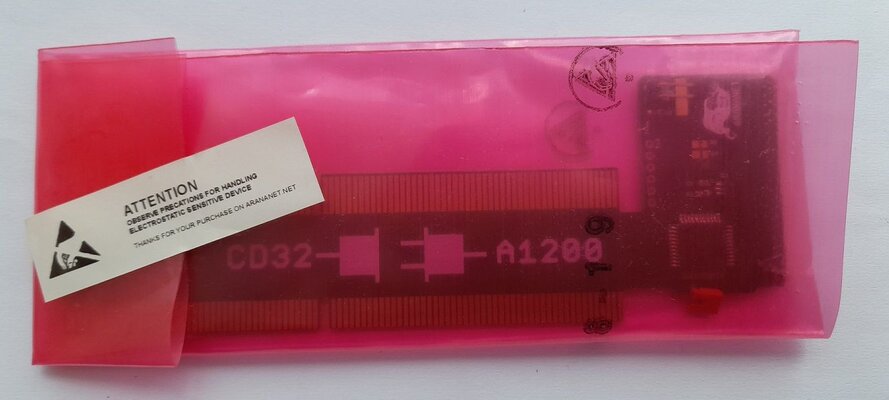 ATTENTION
OBSERVE PRECATIONS FOR HANDLING
ELECTROSTATIC SENSITIVE DEVICE
THANKS FOR YOUR PURCHASE ON ARANANET.NET
CD32
A1200